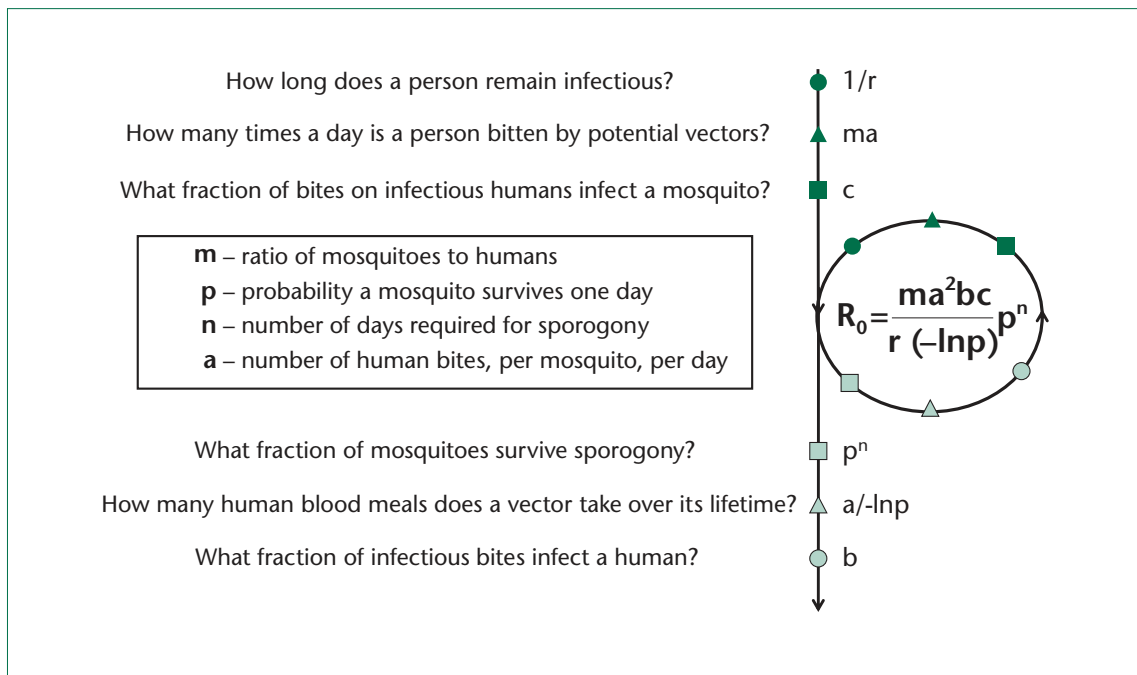 How long does a person remain infectious? 1/r
How many times a day is a person bitten by potential vectors? ma
What fraction of bites on infectious humans infect a mosquito? c
m – ratio of mosquitoes to humans
p – probability a mosquito survives one day
n – number of days required for sporogony
a – number of human bites, per mosquito, per day
R₀=ma²bc/r (–lnp) pⁿ
What fraction of mosquitoes survive sporogony? pⁿ
How many human blood meals does a vector take over its lifetime? a/-lnp
What fraction of infectious bites infect a human? b